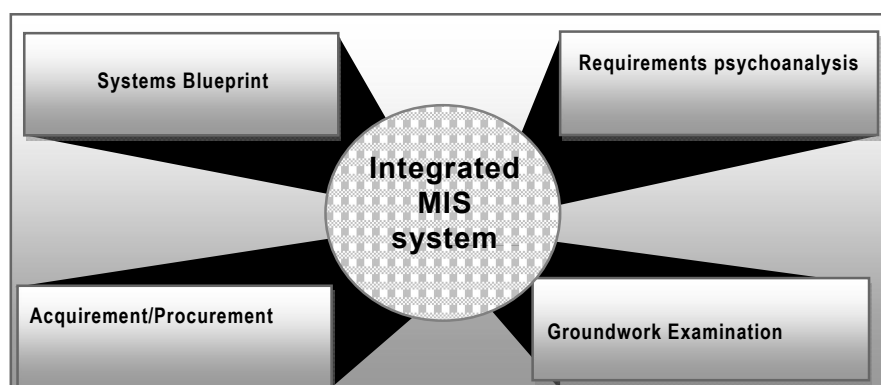 Systems Blueprint
Requirements psychoanalysis
Integrated
MIS
system
Acquirement/Procurement
Groundwork Examination